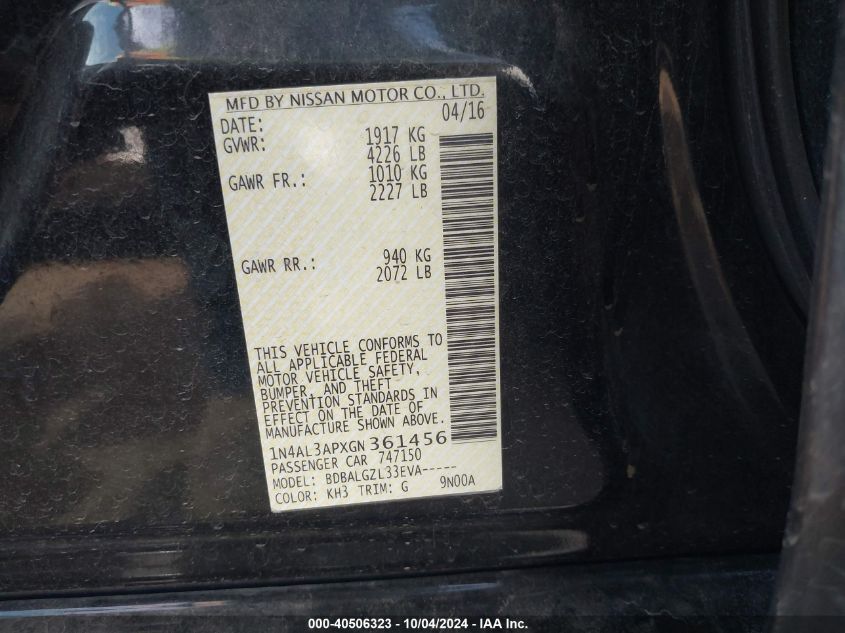 MFD BY NISSAN MOTOR CO., LTD.
DATE: 04/16
GVWR: 1917 KG
4226 LB
GAWR FR.: 1010 KG
2227 LB
GAWR RR.: 940 KG
2072 LB
THIS VEHICLE CONFORMS TO
ALL APPLICABLE FEDERAL
MOTOR VEHICLE SAFETY,
BUMPER, AND THEFT
PREVENTION STANDARDS IN
EFFECT ON THE DATE OF
MANUFACTURE SHOWN ABOVE.
1N4AL3APXGN 361456
PASSENGER CAR 747150
MODEL: BDBALGZL33EVA-----
COLOR: KH3 TRIM: G 9N00A
000-40506323 - 10/04/2024 - IAA Inc.